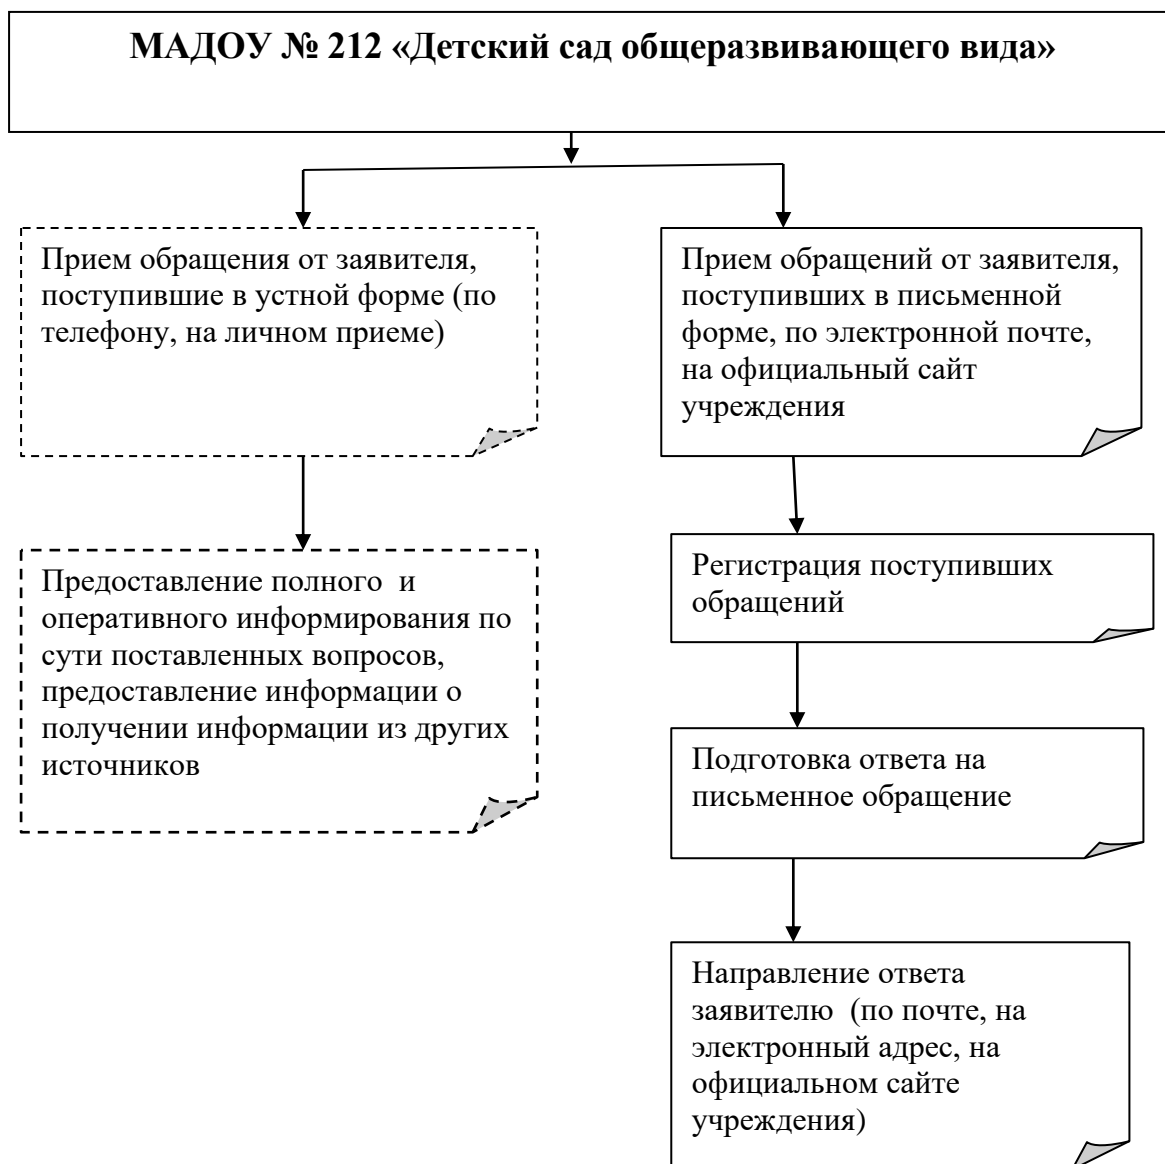 МАДОУ № 212 «Детский сад общеразвивающего вида»
Прием обращения от заявителя,
поступившие в устной форме (по
телефону, на личном приеме)
Прием обращений от заявителя,
поступивших в письменной
форме, по электронной почте,
на официальный сайт
учреждения
Предоставление полного и
оперативного информирования по
сути поставленных вопросов,
предоставление информации о
получении информации из других
источников
Регистрация поступивших
обращений
Подготовка ответа на
письменное обращение
Направление ответа
заявителю (по почте, на
электронный адрес, на
официальном сайте
учреждения)